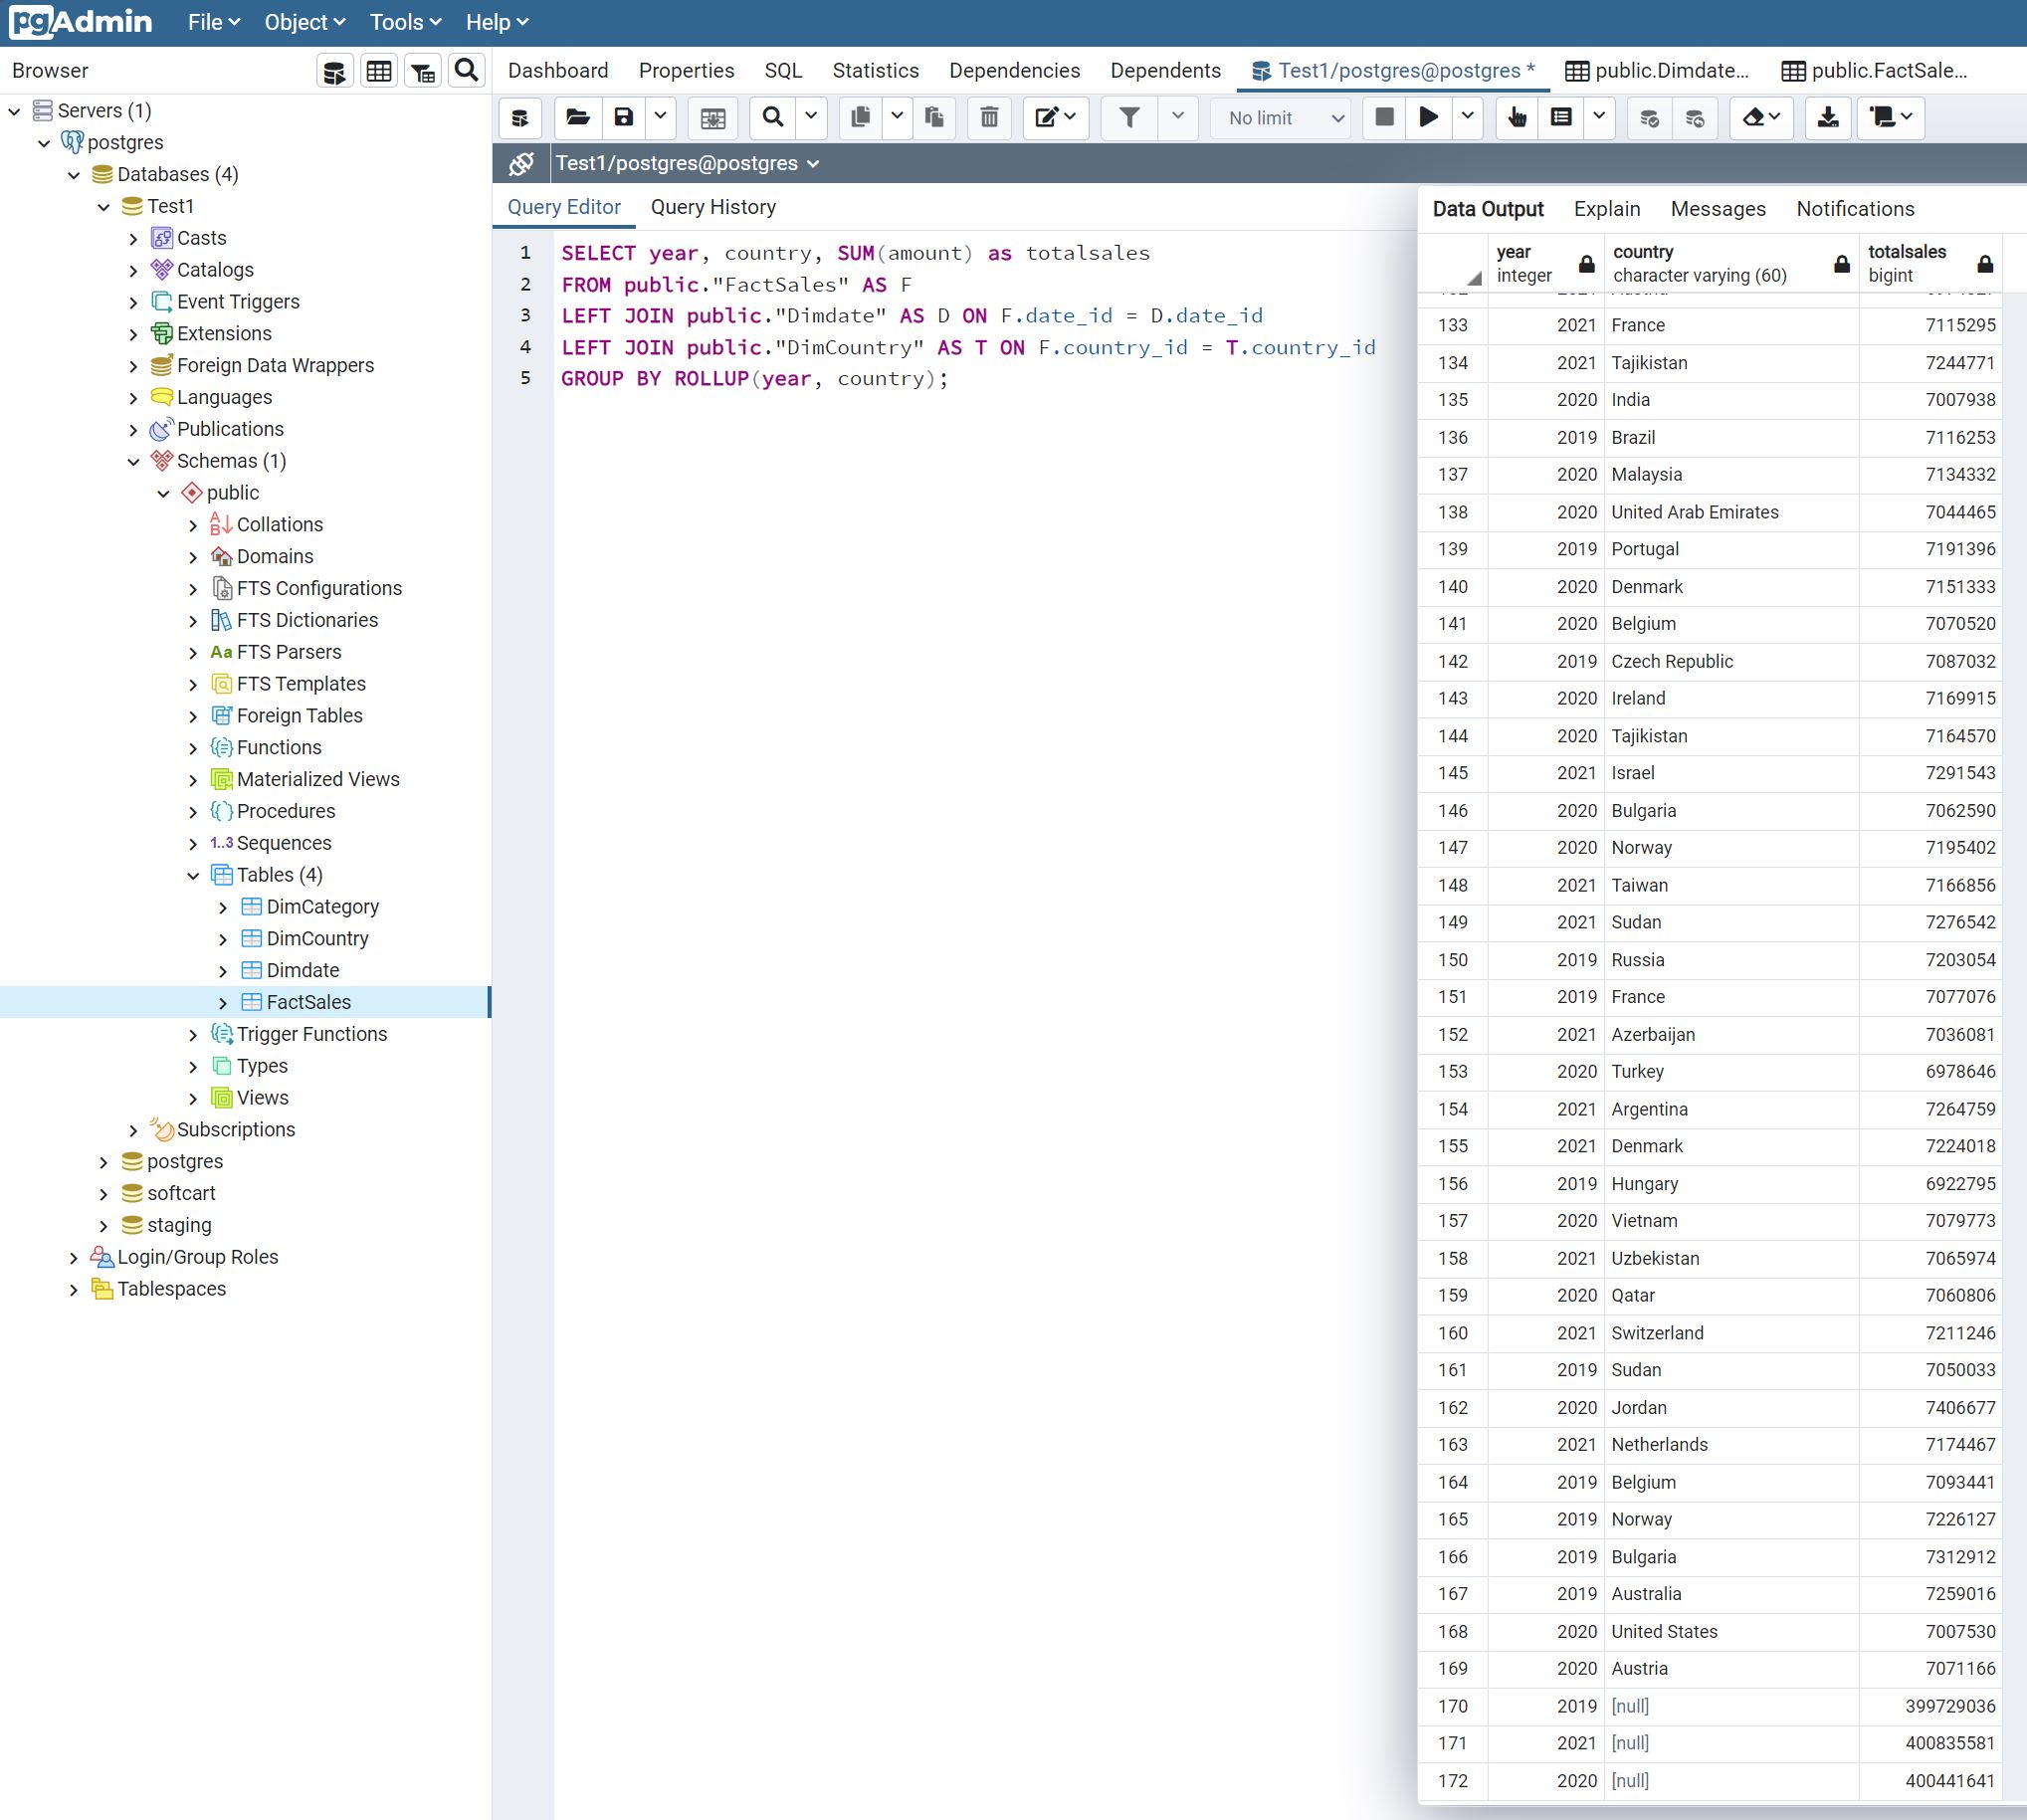 pgAdmin File Object Tools Help
Browser
Dashboard Properties SQL Statistics Dependencies Dependents Test1/postgres@postgres * public.Dimdate... public.FactSale...
Servers (1)
postgres
Databases (4)
Test1
Casts
Catalogs
Event Triggers
Extensions
Foreign Data Wrappers
Languages
Publications
Schemas (1)
public
Collations
Domains
FTS Configurations
FTS Dictionaries
Aa FTS Parsers
FTS Templates
Foreign Tables
Functions
Materialized Views
Procedures
1..3 Sequences
Tables (4)
DimCategory
DimCountry
Dimdate
FactSales
Trigger Functions
Types
Views
Subscriptions
postgres
softcart
staging
Login/Group Roles
Tablespaces
No limit
Test1/postgres@postgres
Query Editor Query History
1 SELECT year, country, SUM(amount) as totalsales
2 FROM public."FactSales" AS F
3 LEFT JOIN public."Dimdate" AS D ON F.date_id = D.date_id
4 LEFT JOIN public."DimCountry" AS T ON F.country_id = T.country_id
5 GROUP BY ROLLUP(year, country);
Data Output Explain Messages Notifications
year country totalsales
integer character varying (60) bigint
133 2021 France 7115295
134 2021 Tajikistan 7244771
135 2020 India 7007938
136 2019 Brazil 7116253
137 2020 Malaysia 7134332
138 2020 United Arab Emirates 7044465
139 2019 Portugal 7191396
140 2020 Denmark 7151333
141 2020 Belgium 7070520
142 2019 Czech Republic 7087032
143 2020 Ireland 7169915
144 2020 Tajikistan 7164570
145 2021 Israel 7291543
146 2020 Bulgaria 7062590
147 2020 Norway 7195402
148 2021 Taiwan 7166856
149 2021 Sudan 7276542
150 2019 Russia 7203054
151 2019 France 7077076
152 2021 Azerbaijan 7036081
153 2020 Turkey 6978646
154 2021 Argentina 7264759
155 2021 Denmark 7224018
156 2019 Hungary 6922795
157 2020 Vietnam 7079773
158 2021 Uzbekistan 7065974
159 2020 Qatar 7060806
160 2021 Switzerland 7211246
161 2019 Sudan 7050033
162 2020 Jordan 7406677
163 2021 Netherlands 7174467
164 2019 Belgium 7093441
165 2019 Norway 7226127
166 2019 Bulgaria 7312912
167 2019 Australia 7259016
168 2020 United States 7007530
169 2020 Austria 7071166
170 2019 [null] 399729036
171 2021 [null] 400835581
172 2020 [null] 400441641